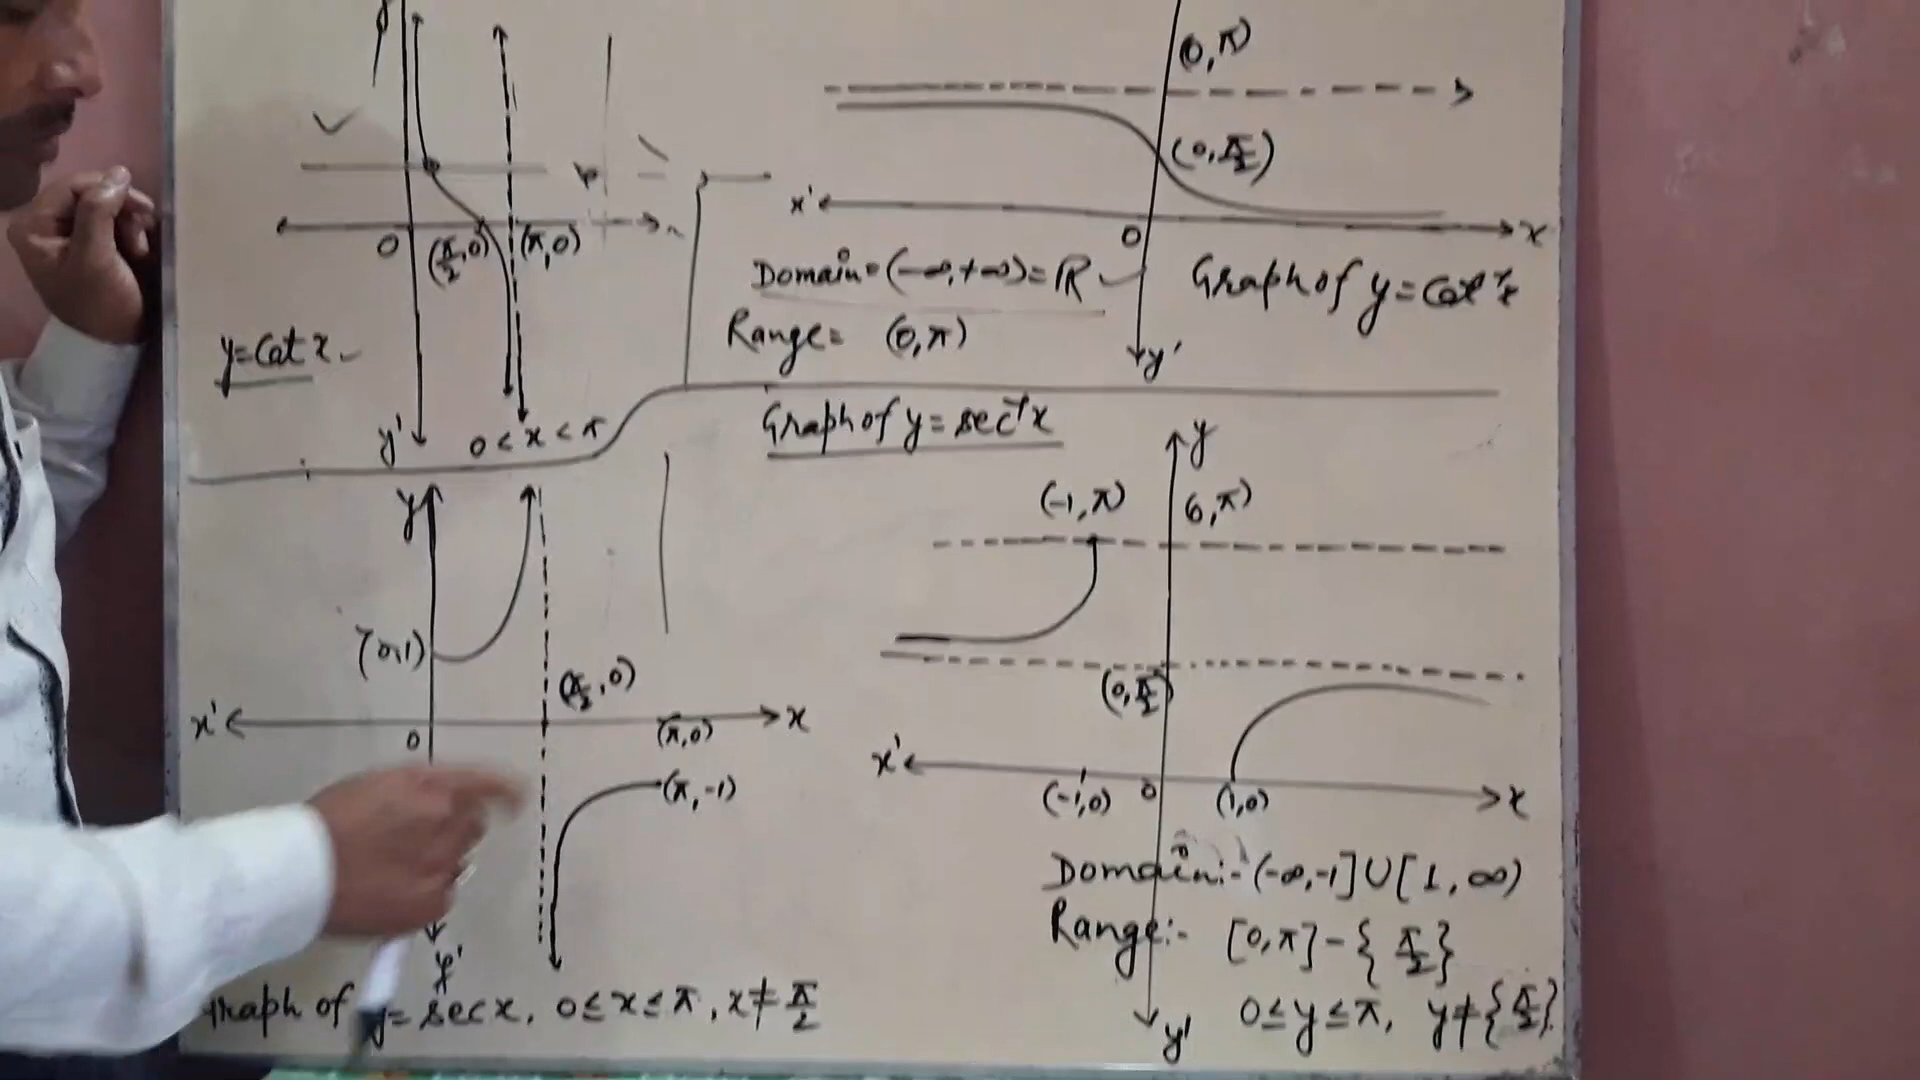 y
0
(π/2, 0)
(π, 0)
y = cot x
y'
0 < x < π
(0, π)
(0, π/2)
x'
0
x
Domain = (-∞, +∞) = R
Range = (0, π)
Graph of y = cot⁻¹x
y'
Graph of y = sec⁻¹x
y
(0,1)
x'
0
(π/2, 0)
(π, 0)
x
(π, -1)
y'
Graph of y = sec x, 0 ≤ x ≤ π, x ≠ π/2
y
(-1, π)
(0, π)
(0, π/2)
x'
(-1, 0)
0
(1, 0)
x
Domain:- (-∞, -1] U [1, ∞)
Range:- [0, π] - {π/2}
0 ≤ y ≤ π, y ≠ {π/2}
y'